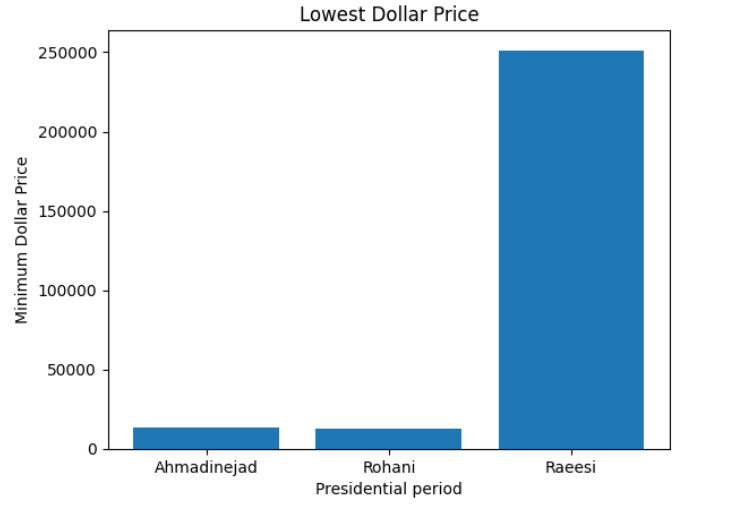 Lowest Dollar Price
Minimum Dollar Price
250000
200000
150000
100000
50000
0
Ahmadinejad
Rohani
Raeesi
Presidential period